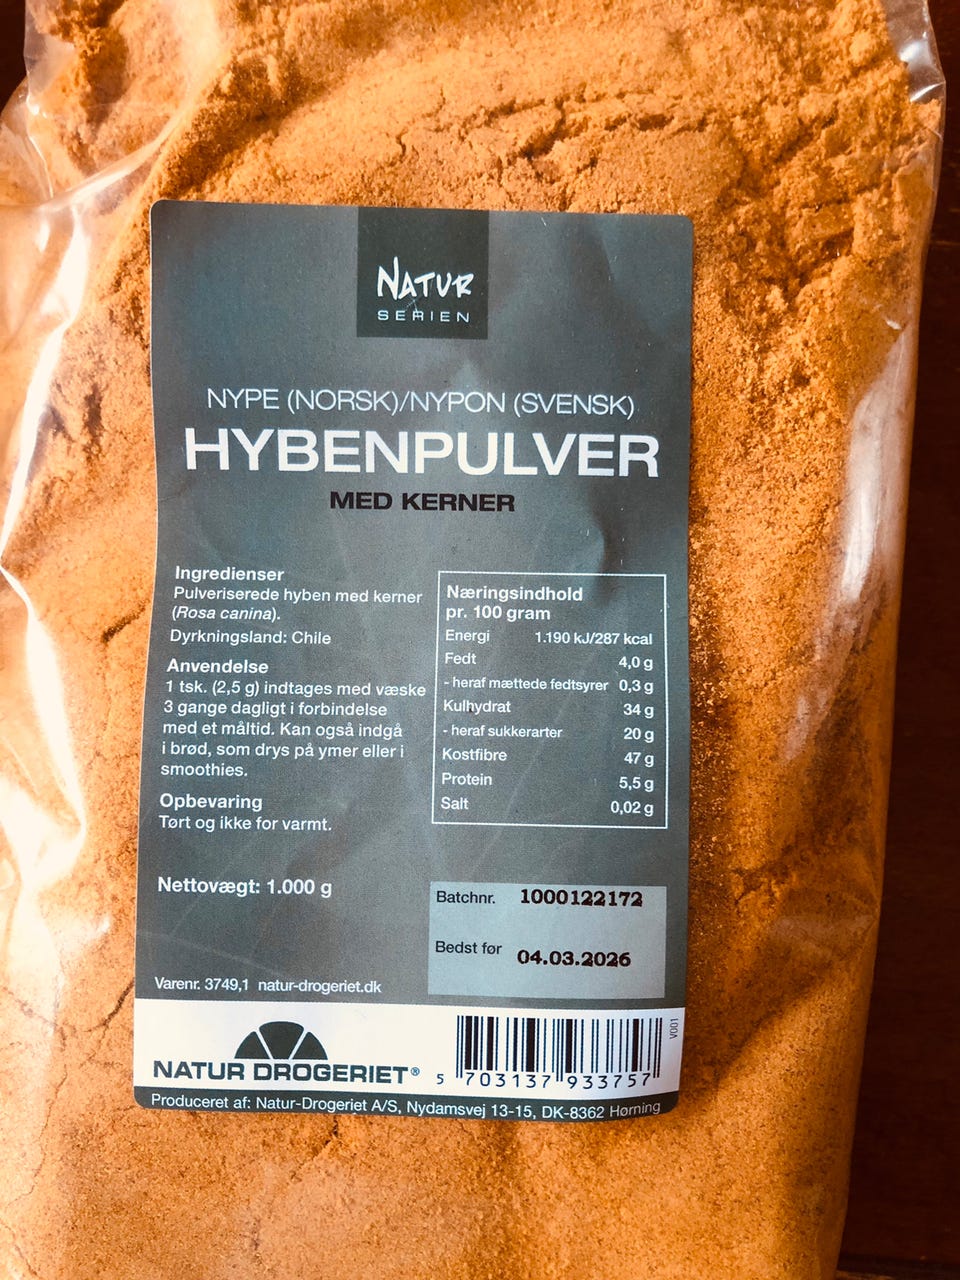 NATUR
SERIEN
NYPE (NORSK)/NYPON (SVENSK)
HYBENPULVER
MED KERNER
Ingredienser
Pulveriserede hyben med kerner
(Rosa canina).
Dyrkningsland: Chile
Anvendelse
1 tsk. (2,5 g) indtages med væske
3 gange dagligt i forbindelse
med et måltid. Kan også indgå
i brød, som drys på ymer eller i
smoothies.
Opbevaring
Tørt og ikke for varmt.
Nettovægt: 1.000 g
Næringsindhold
pr. 100 gram
Energi 1.190 kJ/287 kcal
Fedt 4,0 g
- heraf mættede fedtsyrer 0,3 g
Kulhydrat 34 g
- heraf sukkerarter 20 g
Kostfibre 47 g
Protein 5,5 g
Salt 0,02 g
Batchnr. 1000122172
Bedst før 04.03.2026
Varenr. 3749,1 natur-drogeriet.dk
NATUR DROGERIET®
5 703137 933757
V001
Produceret af: Natur-Drogeriet A/S, Nydamsvej 13-15, DK-8362 Hørning